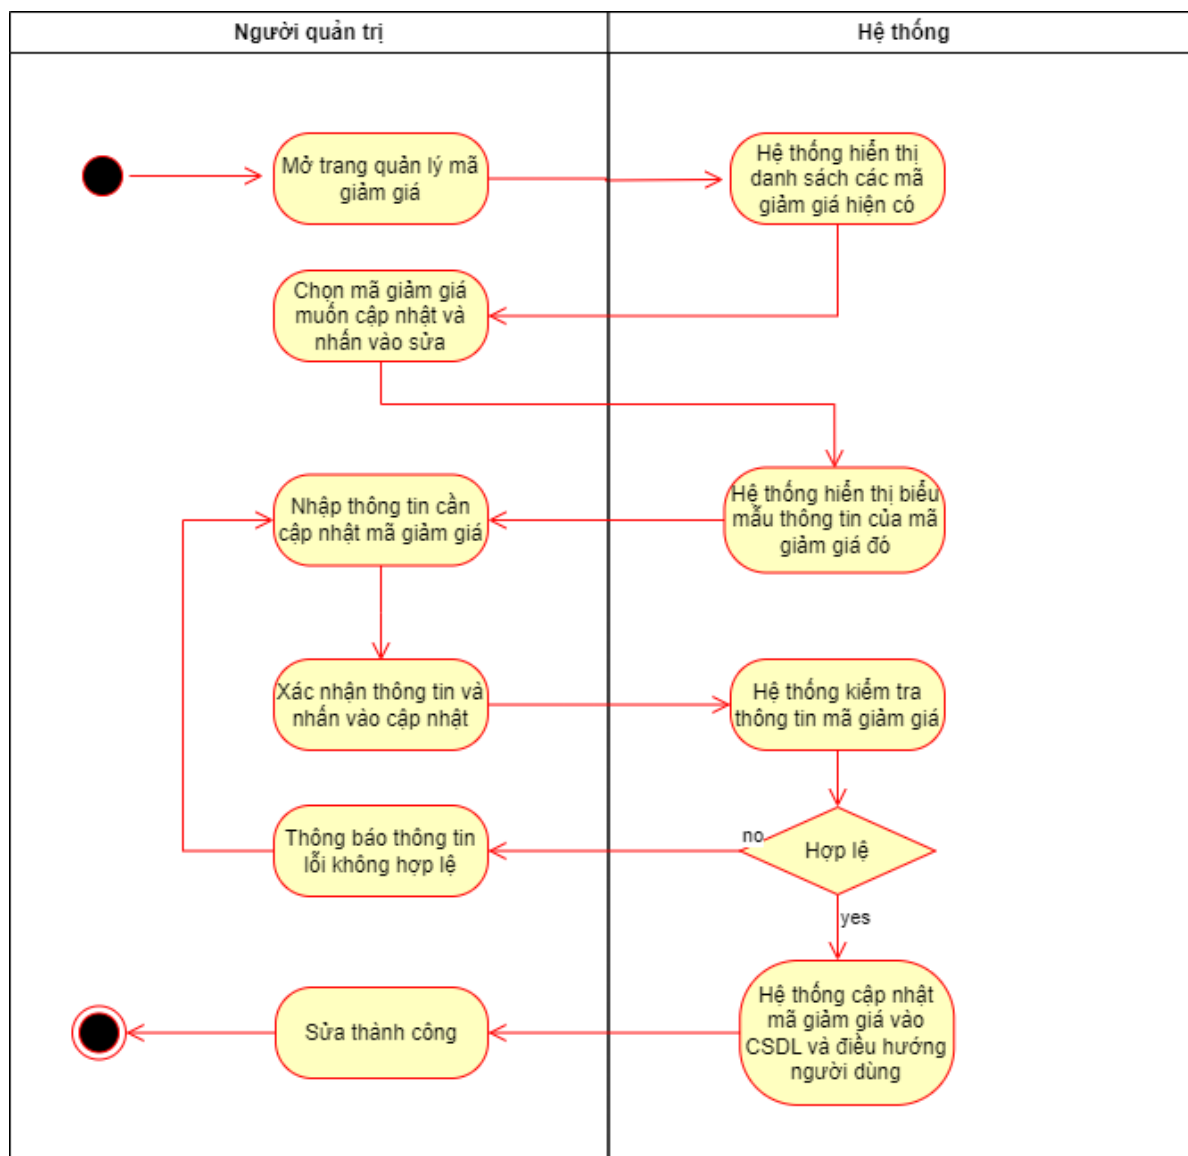 Người quản trị
Hệ thống
Mở trang quản lý mã
giảm giá
Hệ thống hiển thị
danh sách các mã
giảm giá hiện có
Chọn mã giảm giá
muốn cập nhật và
nhấn vào sửa
Hệ thống hiển thị biểu
mẫu thông tin của mã
giảm giá đó
Nhập thông tin cần
cập nhật mã giảm giá
Xác nhận thông tin và
nhấn vào cập nhật
Hệ thống kiểm tra
thông tin mã giảm giá
Hợp lệ
no
Thông báo thông tin
lỗi không hợp lệ
yes
Hệ thống cập nhật
mã giảm giá vào
CSDL và điều hướng
người dùng
Sửa thành công